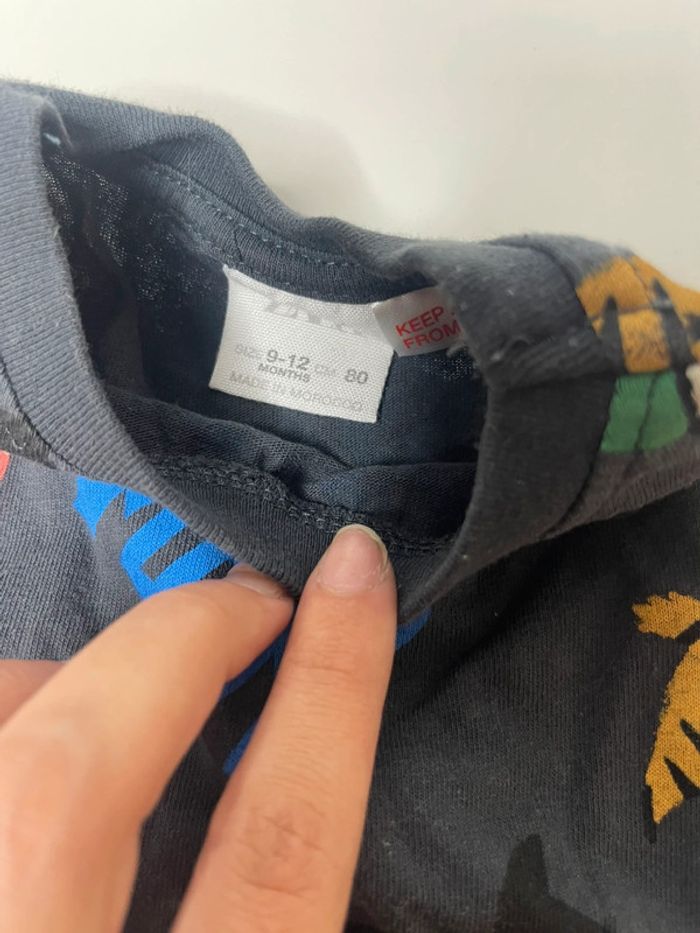 SIZE 9-12 CM 80
MONTHS
MADE IN MOROCCO
KEEP
FROM